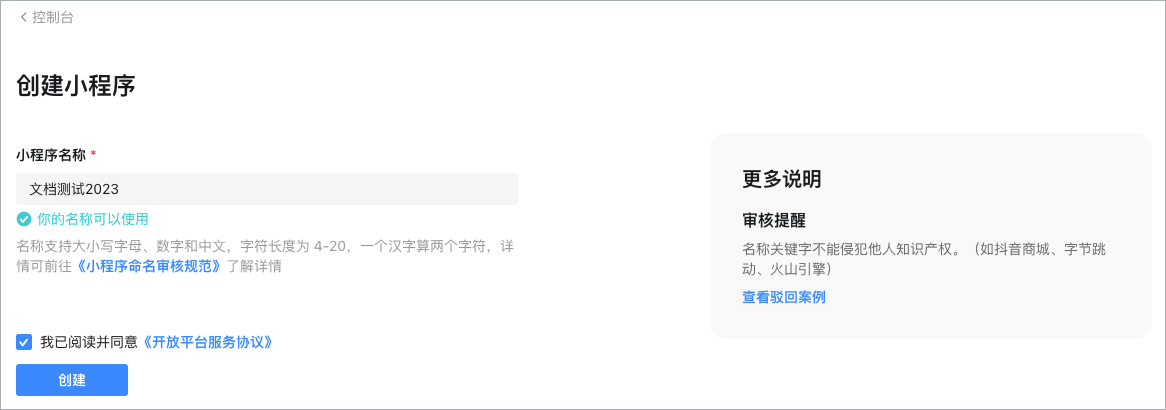 控制台
创建小程序
小程序名称 *
文档测试2023
你的名称可以使用
名称支持大小写字母、数字和中文，字符长度为 4-20，一个汉字算两个字符，详
情可前往《小程序命名审核规范》了解详情
我已阅读并同意《开放平台服务协议》
创建
更多说明
审核提醒
名称关键字不能侵犯他人知识产权。（如抖音商城、字节跳
动、火山引擎）
查看驳回案例